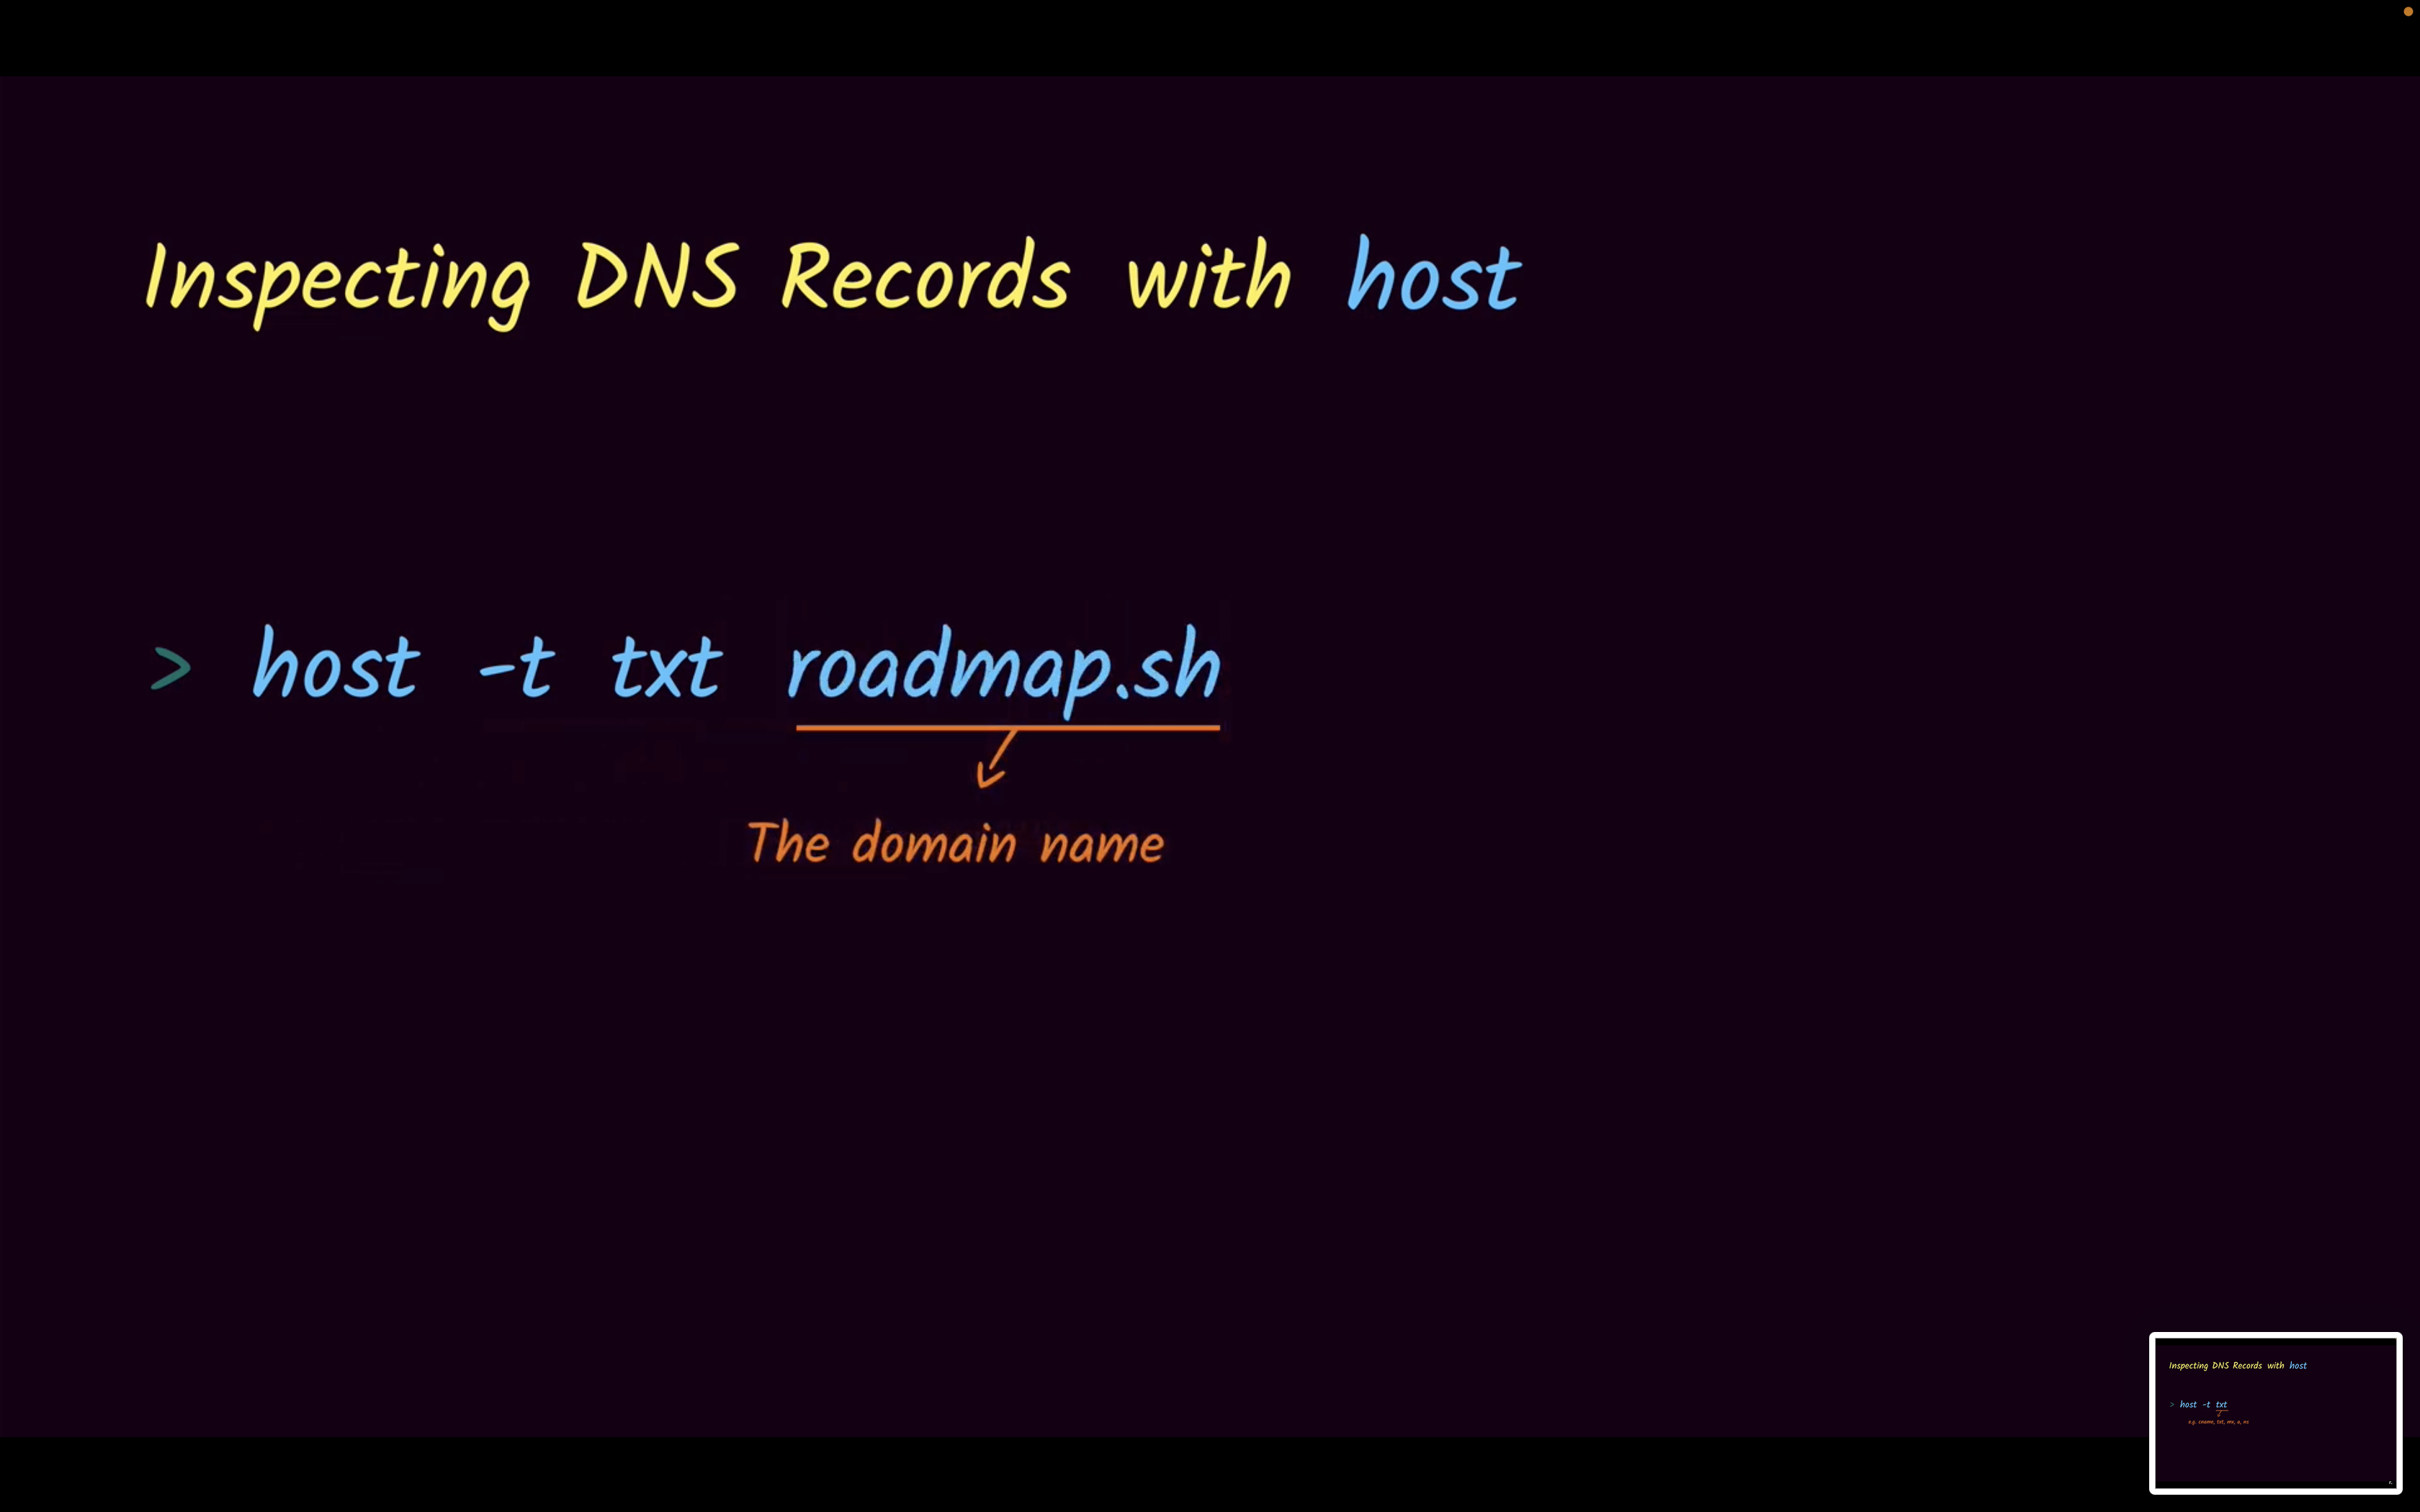 Inspecting DNS Records with host
> host -t txt roadmap.sh
The domain name
Inspecting DNS Records with host
> host -t txt
e.g. cname, txt, mx, a, ns